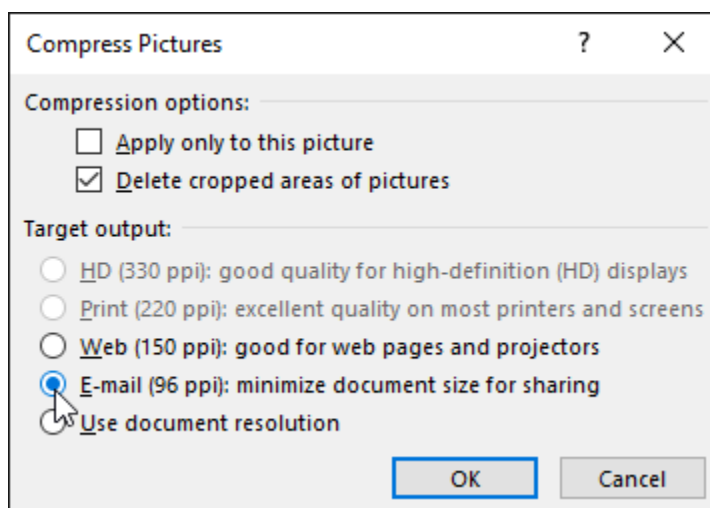 Compress Pictures ?
Compression options:
Apply only to this picture
Delete cropped areas of pictures
Target output:
HD (330 ppi): good quality for high-definition (HD) displays
Print (220 ppi): excellent quality on most printers and screens
Web (150 ppi): good for web pages and projectors
E-mail (96 ppi): minimize document size for sharing
Use document resolution
OK Cancel